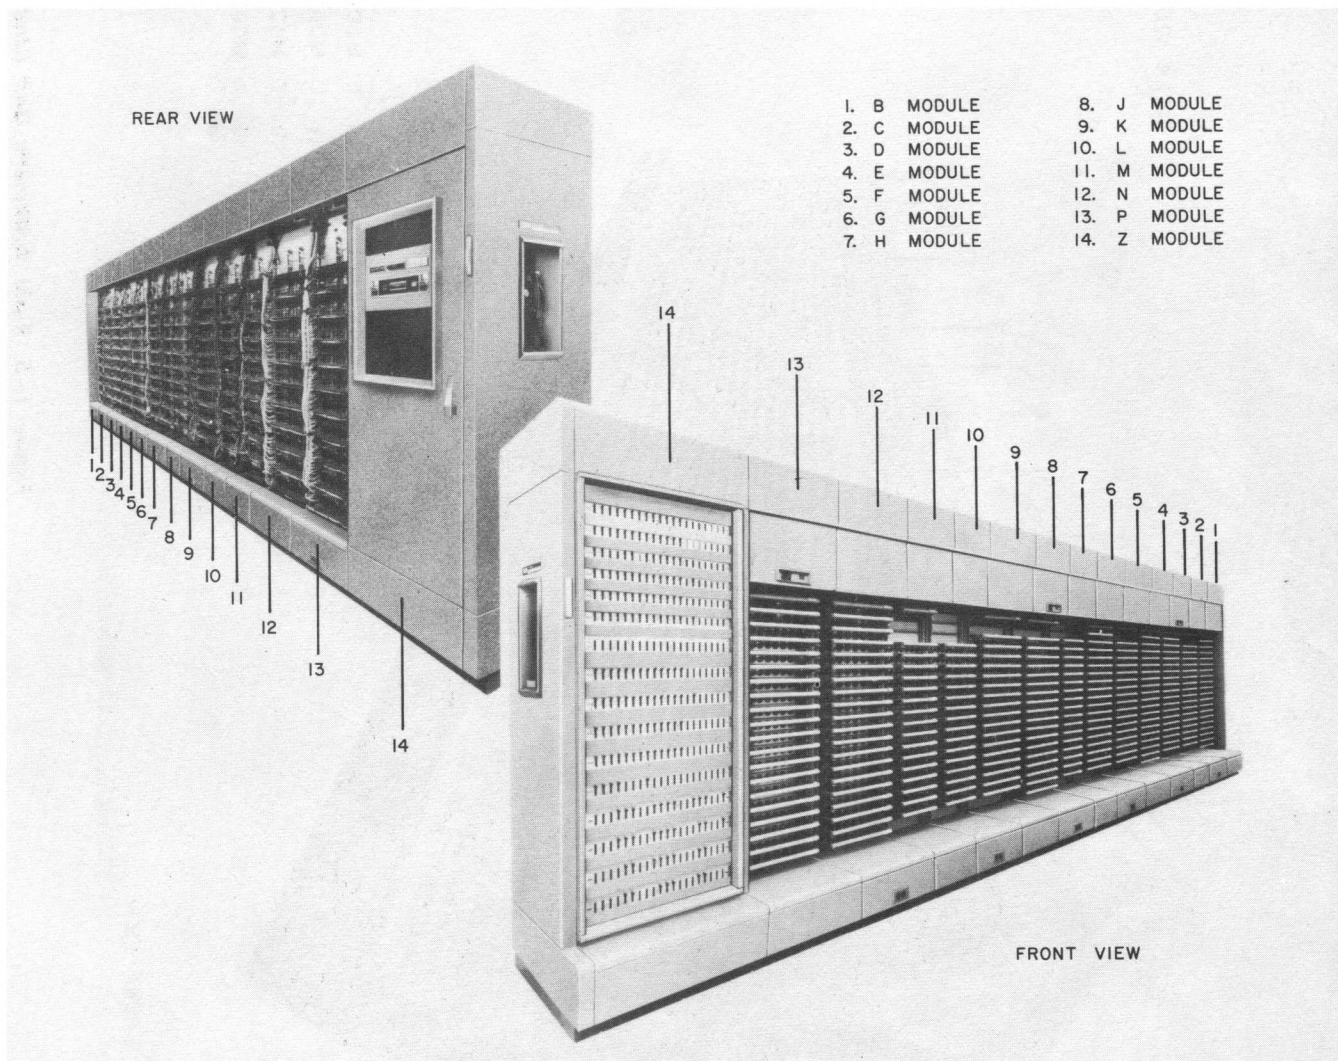 REAR VIEW
1. B MODULE
2. C MODULE
3. D MODULE
4. E MODULE
5. F MODULE
6. G MODULE
7. H MODULE
8. J MODULE
9. K MODULE
10. L MODULE
11. M MODULE
12. N MODULE
13. P MODULE
14. Z MODULE
14
13
12
11
10
9
8
7
6
5
4
3
2
1
1
2
3
4
5
6
7
8
9
10
11
12
13
14
FRONT VIEW